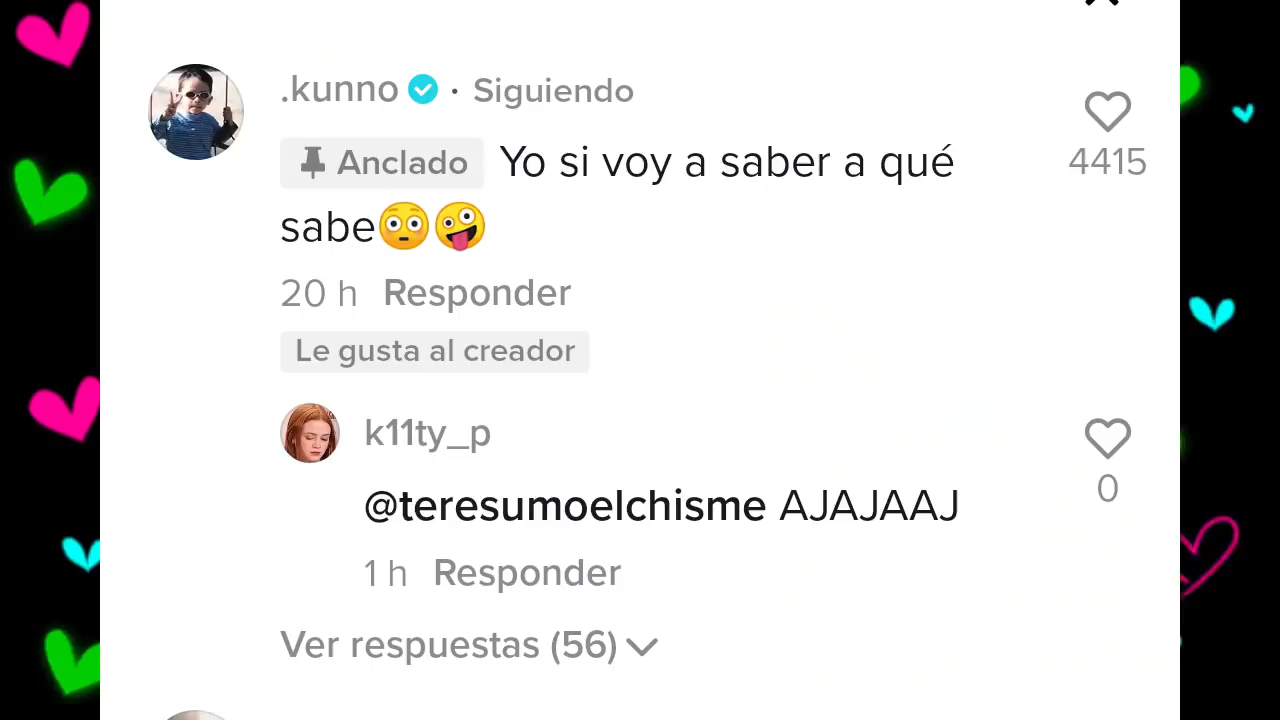 .kunno · Siguiendo
Anclado Yo si voy a saber a qué
4415
sabe😳🤪
20 h Responder
Le gusta al creador
k11ty_p
@teresumoelchisme AJAJAAJ
0
1 h Responder
Ver respuestas (56)